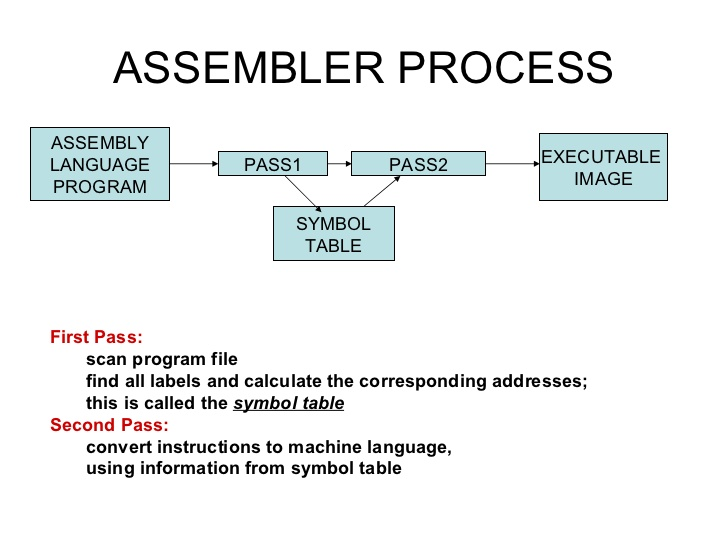 ASSEMBLER PROCESS
ASSEMBLY
LANGUAGE
PROGRAM
PASS1
PASS2
EXECUTABLE
IMAGE
SYMBOL
TABLE
First Pass:
scan program file
find all labels and calculate the corresponding addresses;
this is called the symbol table
Second Pass:
convert instructions to machine language,
using information from symbol table